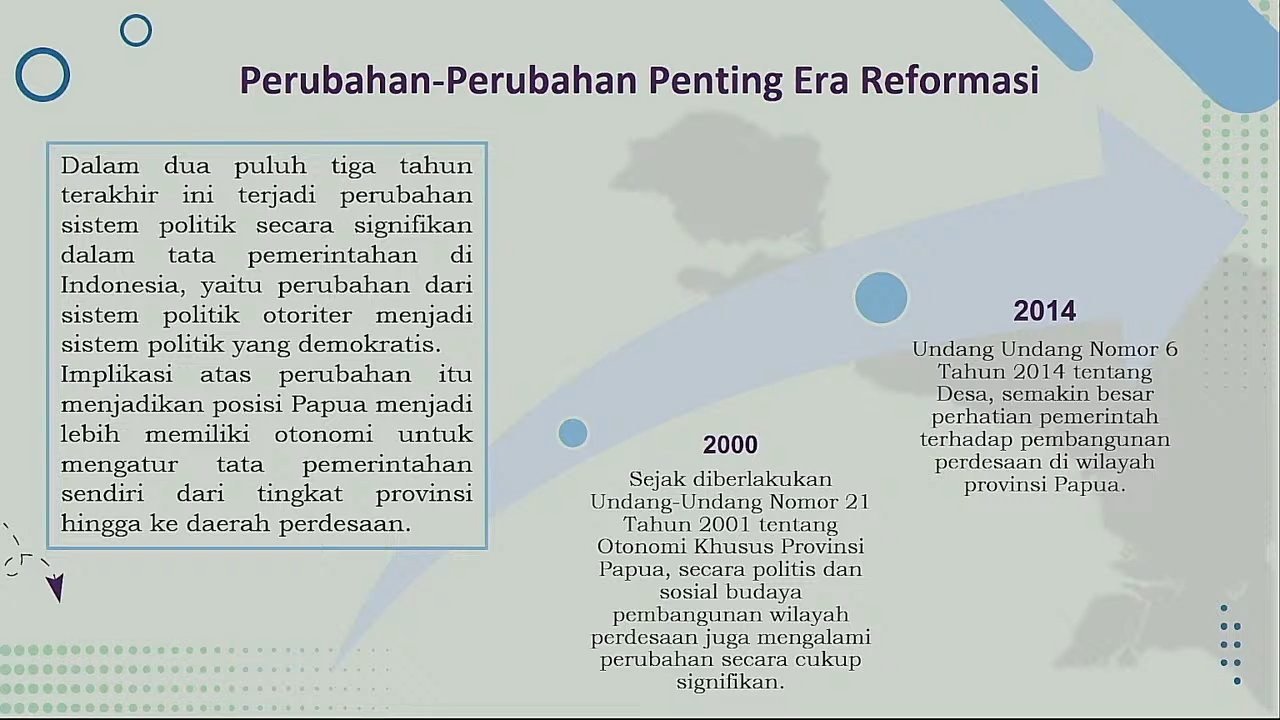 Perubahan-Perubahan Penting Era Reformasi
Dalam dua puluh tiga tahun
terakhir ini terjadi perubahan
sistem politik secara signifikan
dalam tata pemerintahan di
Indonesia, yaitu perubahan dari
sistem politik otoriter menjadi
sistem politik yang demokratis.
Implikasi atas perubahan itu
menjadikan posisi Papua menjadi
lebih memiliki otonomi untuk
mengatur tata pemerintahan
sendiri dari tingkat provinsi
hingga ke daerah perdesaan.
2000
Sejak diberlakukan
Undang-Undang Nomor 21
Tahun 2001 tentang
Otonomi Khusus Provinsi
Papua, secara politis dan
sosial budaya
pembangunan wilayah
perdesaan juga mengalami
perubahan secara cukup
signifikan.
2014
Undang Undang Nomor 6
Tahun 2014 tentang
Desa, semakin besar
perhatian pemerintah
terhadap pembangunan
perdesaan di wilayah
provinsi Papua.